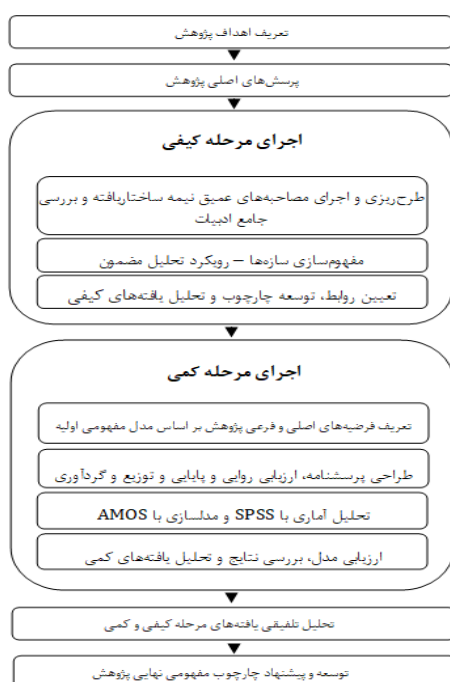 تعریف اهداف پژوهش
پرسش‌های اصلی پژوهش
اجرای مرحله کیفی
طرح‌ریزی و اجرای مصاحبه‌های عمیق نیمه ساختاریافته و بررسی
جامع ادبیات
مفهوم‌سازی سازه‌ها – رویکرد تحلیل مضمون
تعیین روابط، توسعه چارچوب و تحلیل یافته‌های کیفی
اجرای مرحله کمی
تعریف فرضیه‌های اصلی و فرعی پژوهش بر اساس مدل مفهومی اولیه
طراحی پرسشنامه، ارزیابی روایی و پایایی و توزیع و گردآوری
تحلیل آماری با SPSS و مدلسازی با AMOS
ارزیابی مدل، بررسی نتایج و تحلیل یافته‌های کمی
تحلیل تلفیقی یافته‌های مرحله کیفی و کمی
توسعه و پیشنهاد چارچوب مفهومی نهایی پژوهش